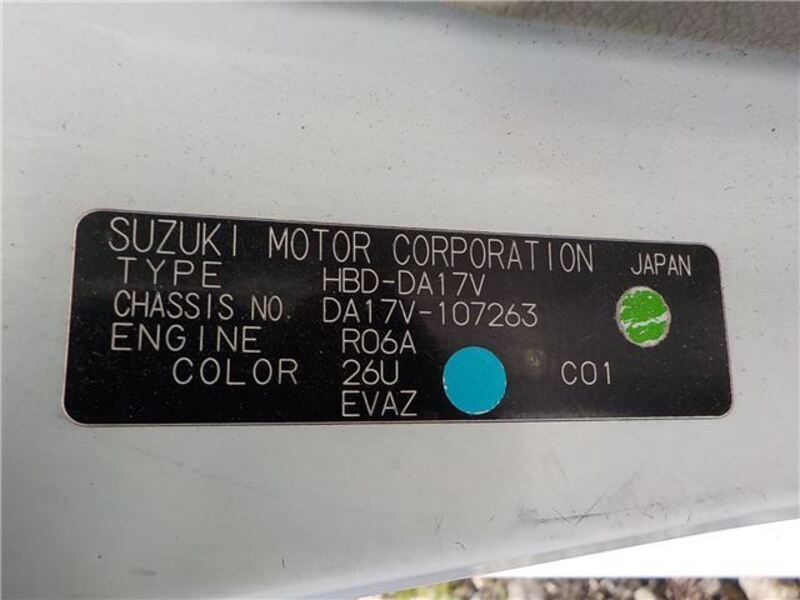 SUZUKI MOTOR CORPORATION JAPAN
TYPE HBD-DA17V
CHASSIS NO. DA17V-107263
ENGINE R06A
COLOR 26U C01
EVAZ